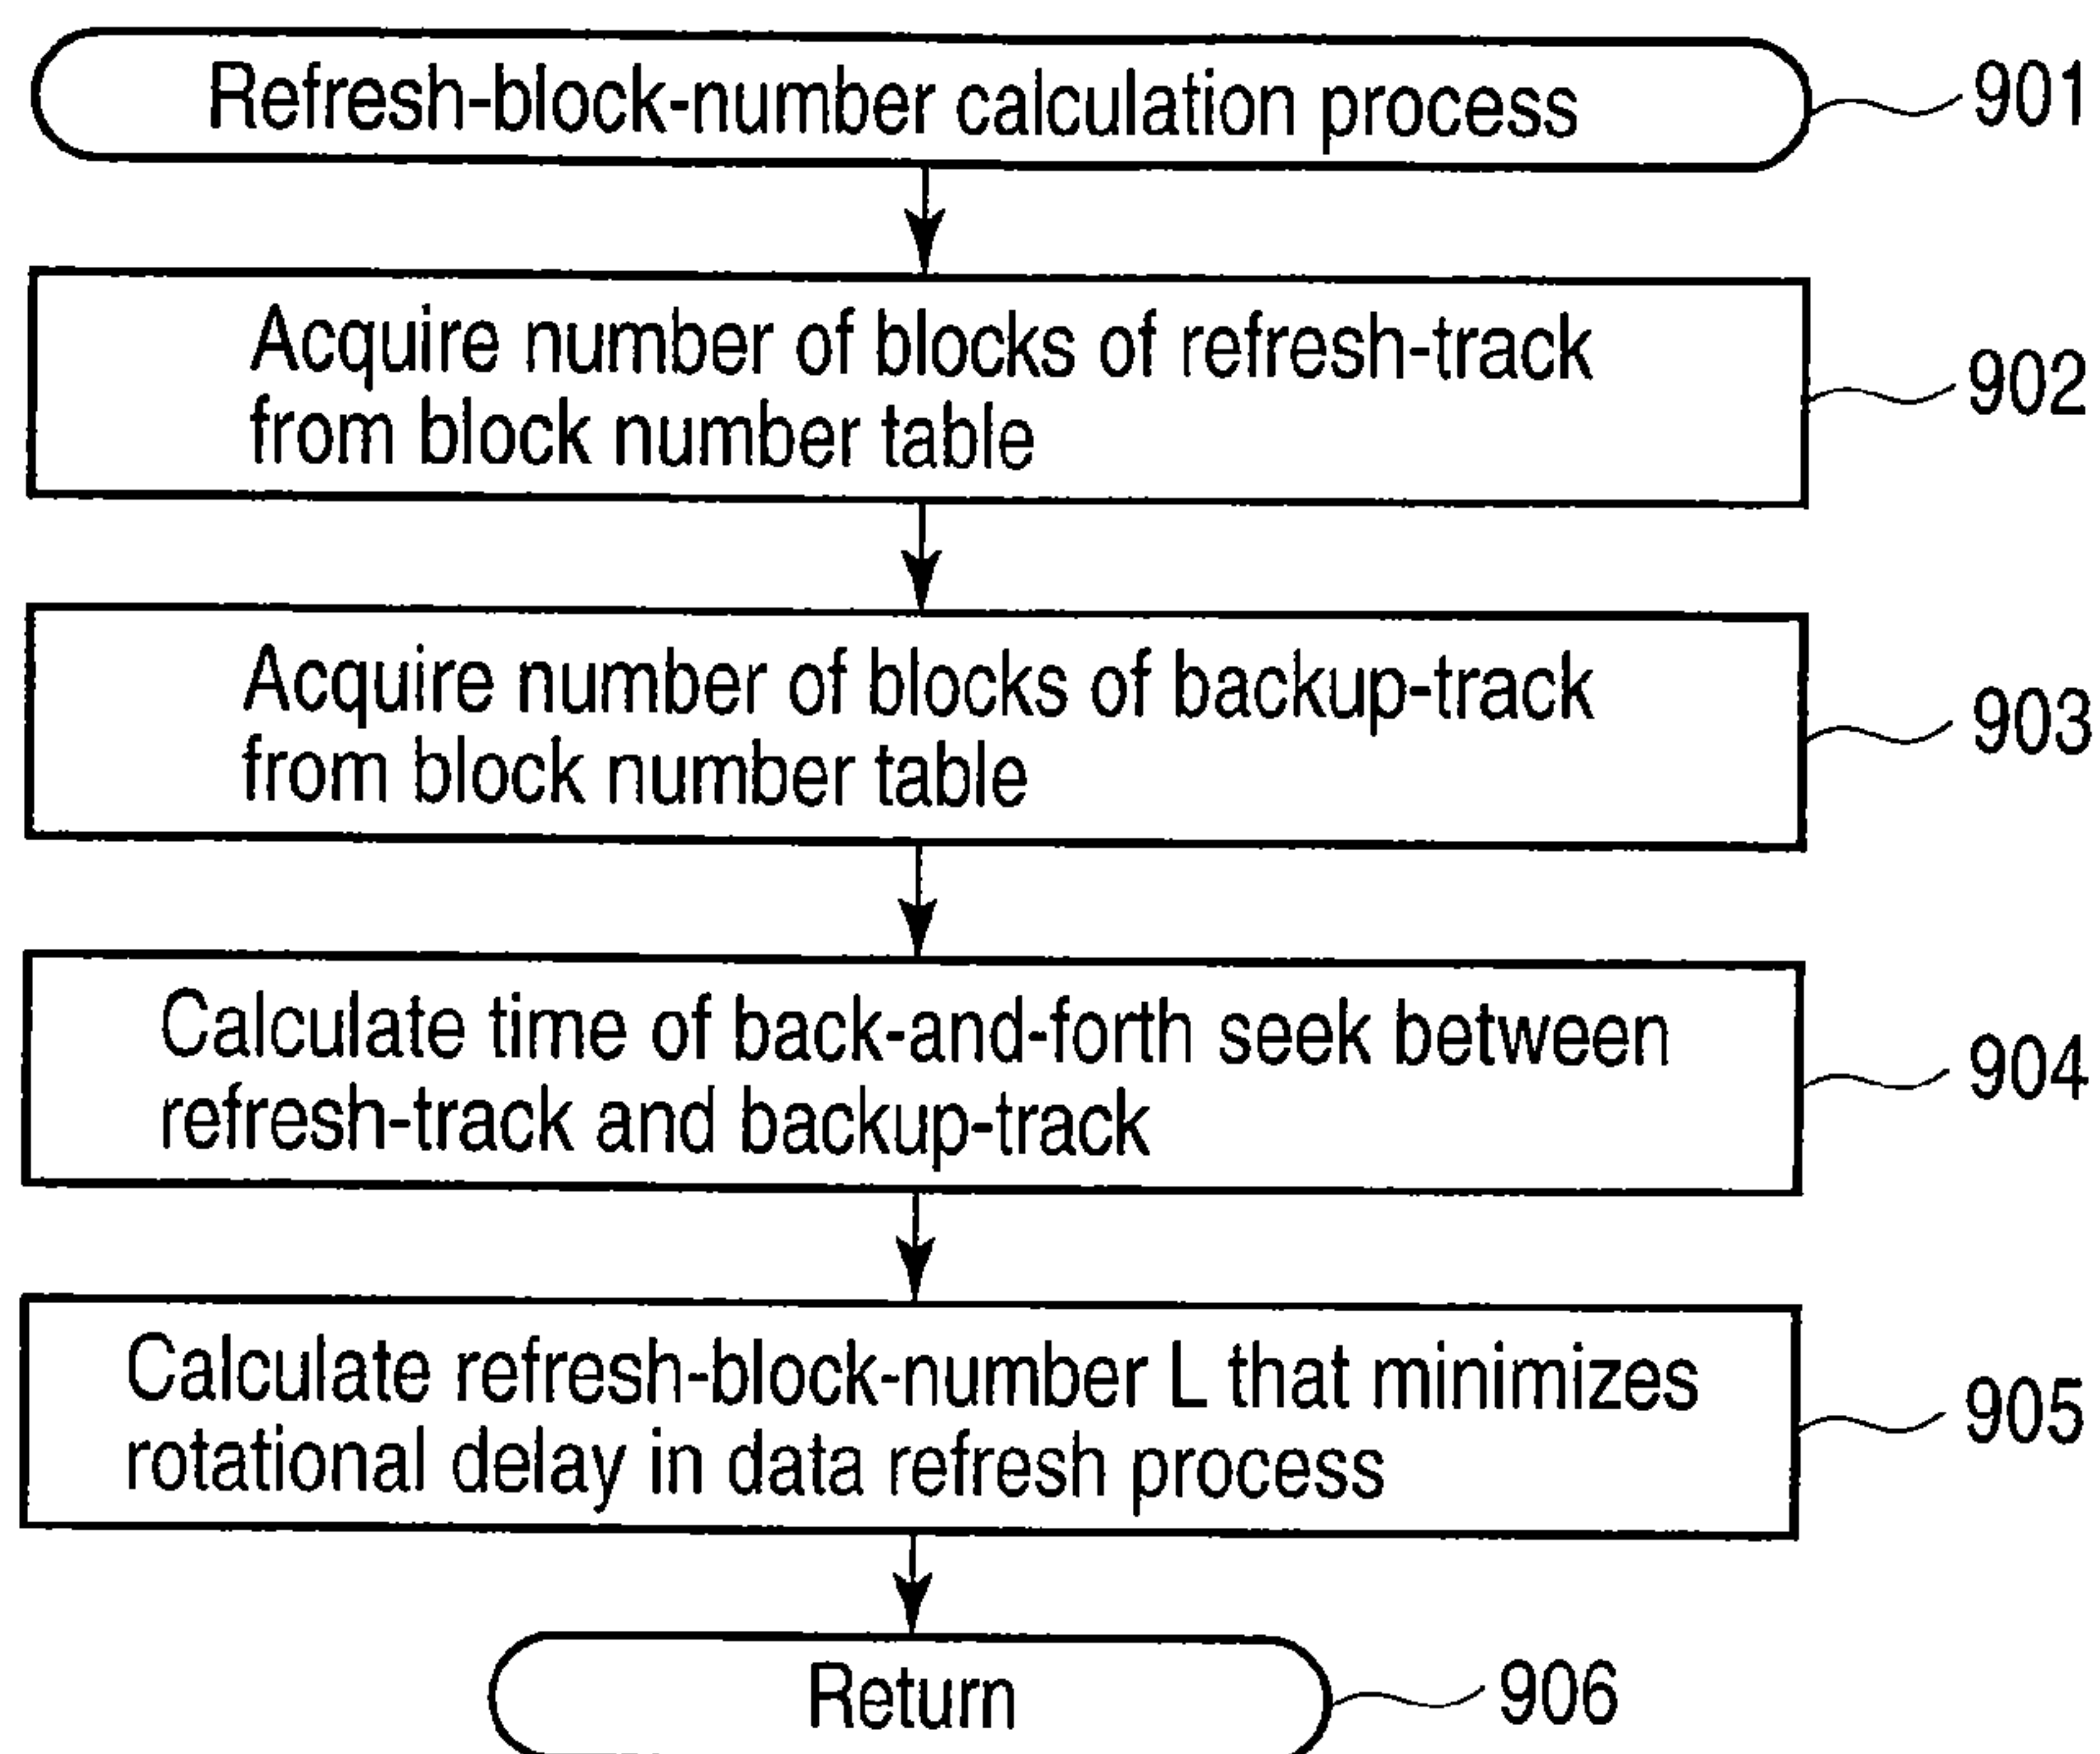 Refresh-block-number calculation process
901
Acquire number of blocks of refresh-track
from block number table
902
Acquire number of blocks of backup-track
from block number table
903
Calculate time of back-and-forth seek between
refresh-track and backup-track
904
Calculate refresh-block-number L that minimizes
rotational delay in data refresh process
905
Return
906